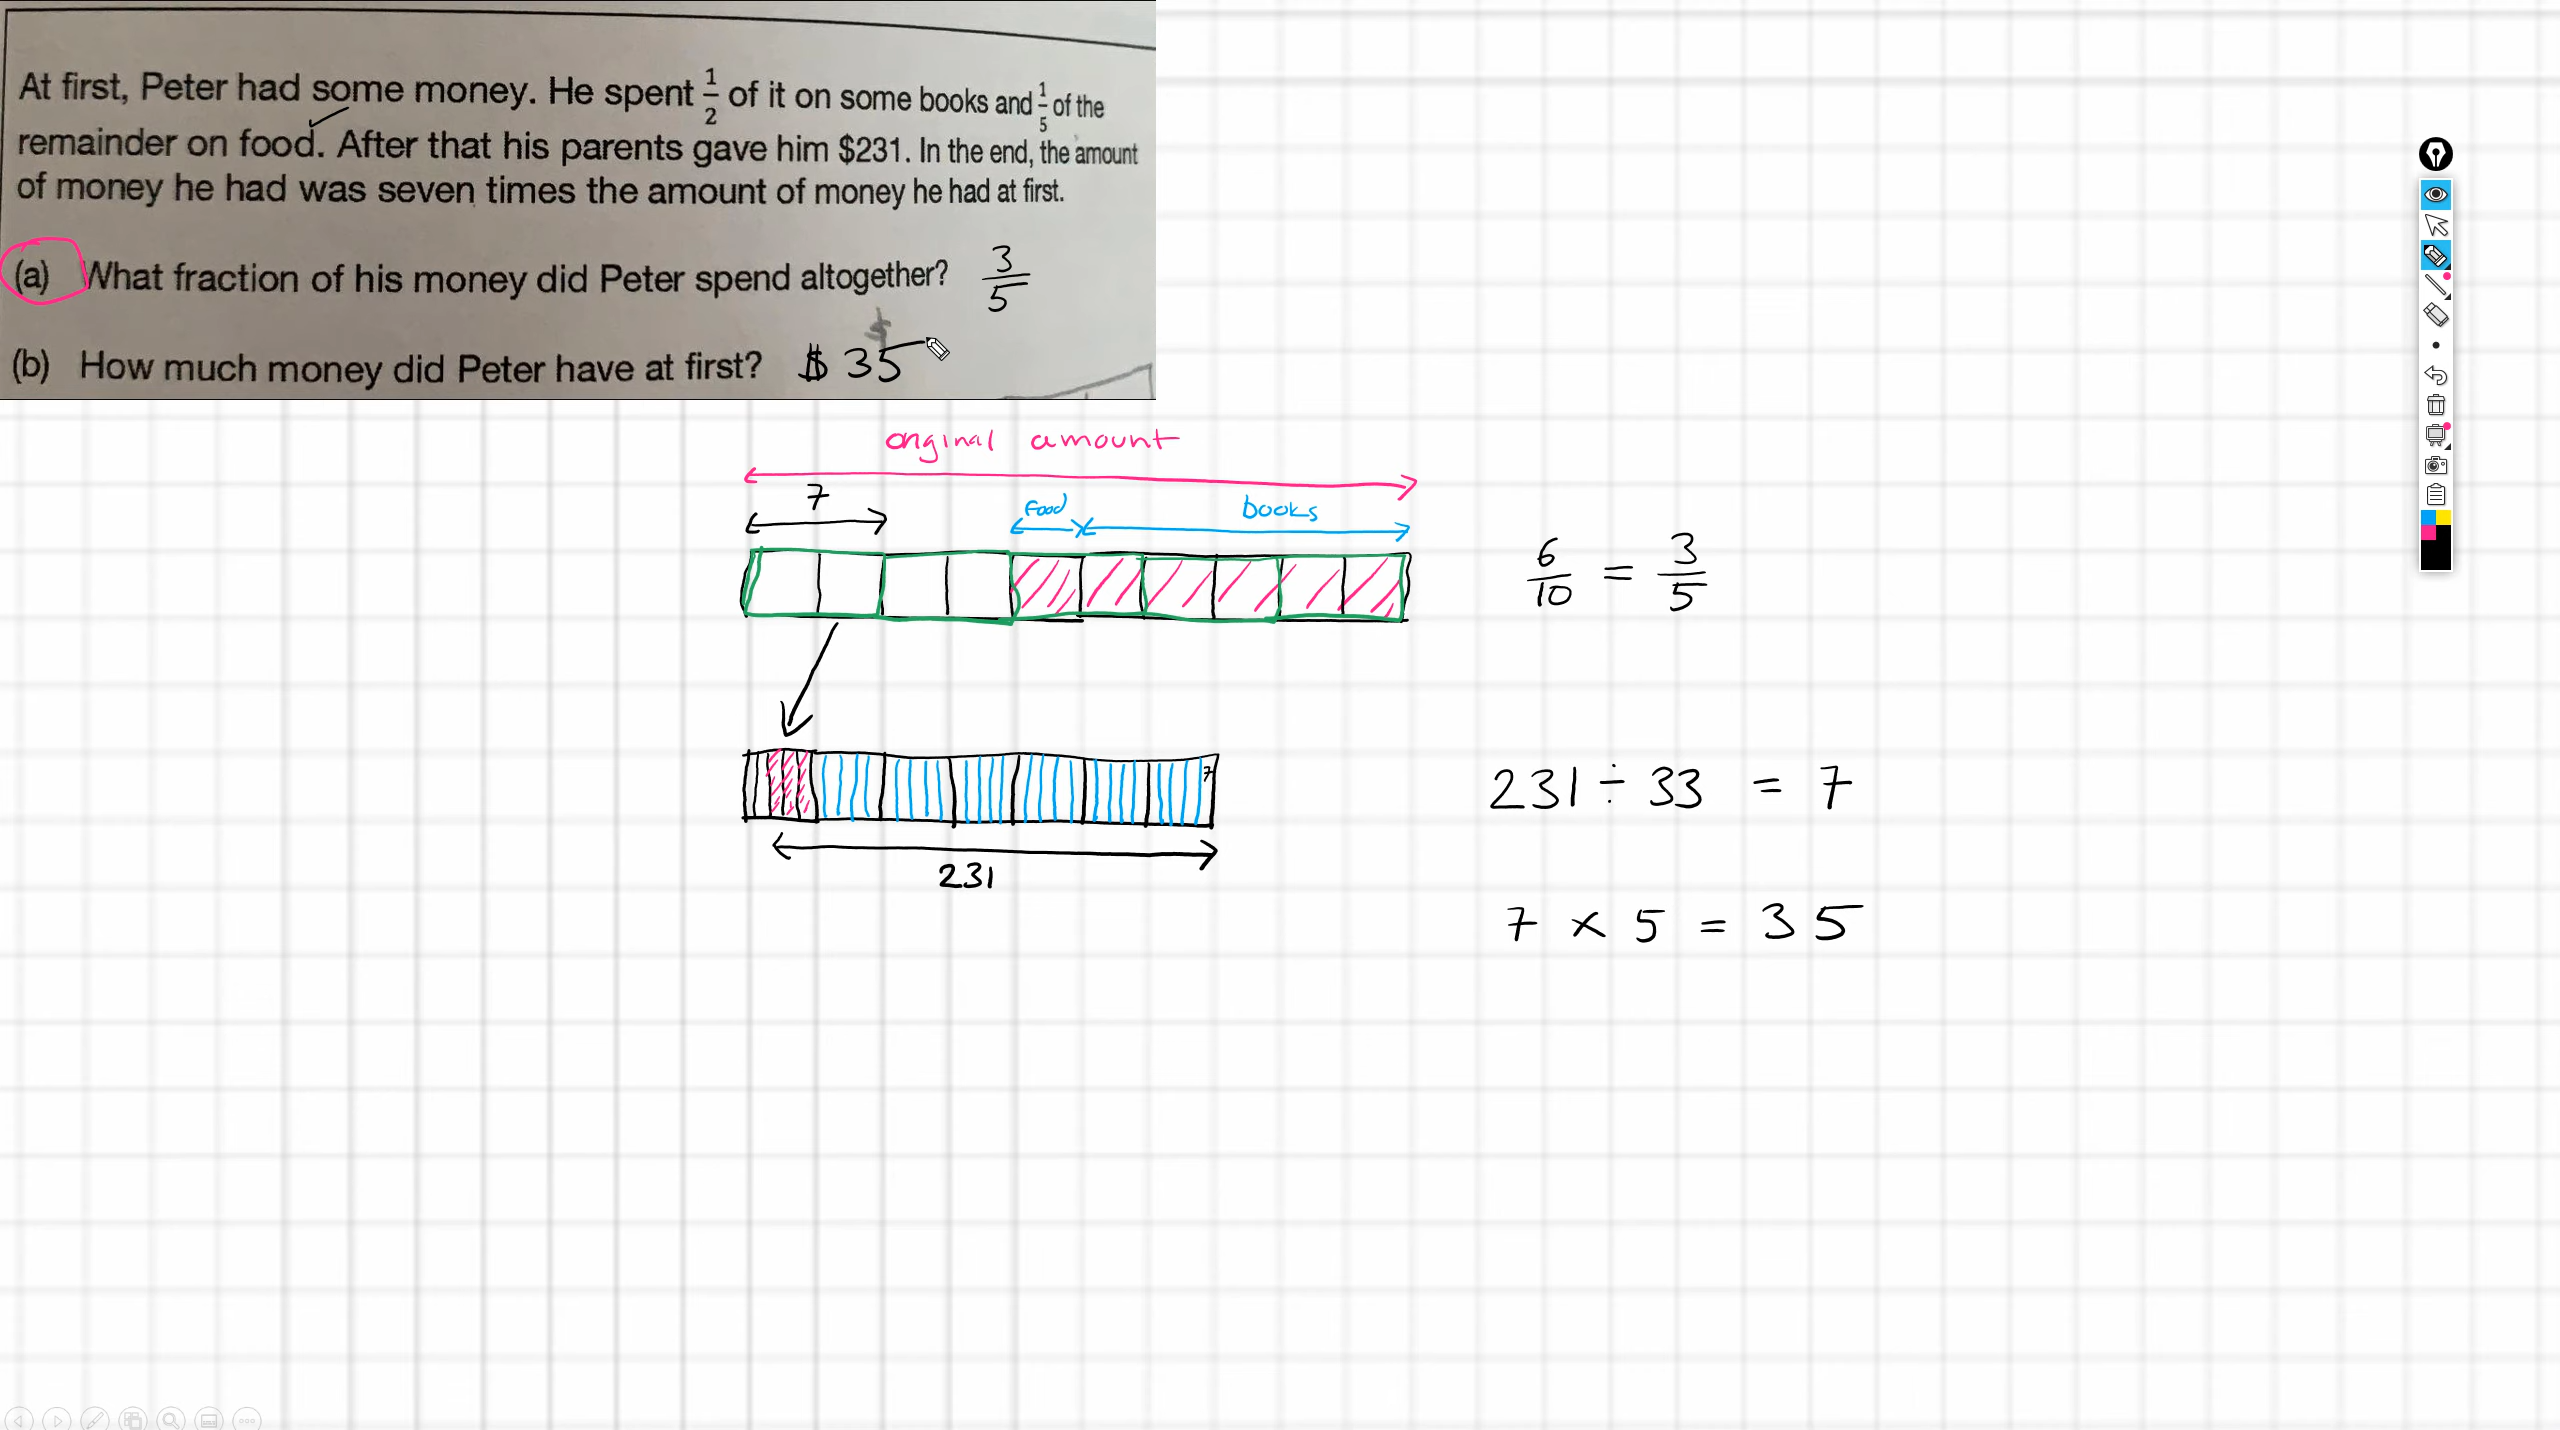 At first, Peter had some money. He spent 1/2 of it on some books and 1/5 of the
remainder on food. After that his parents gave him $231. In the end, the amount
of money he had was seven times the amount of money he had at first.
(a) What fraction of his money did Peter spend altogether? 3/5
(b) How much money did Peter have at first? $ 35
original amount
7
food books
6/10 = 3/5
7
231 ÷ 33 = 7
231
7 × 5 = 35